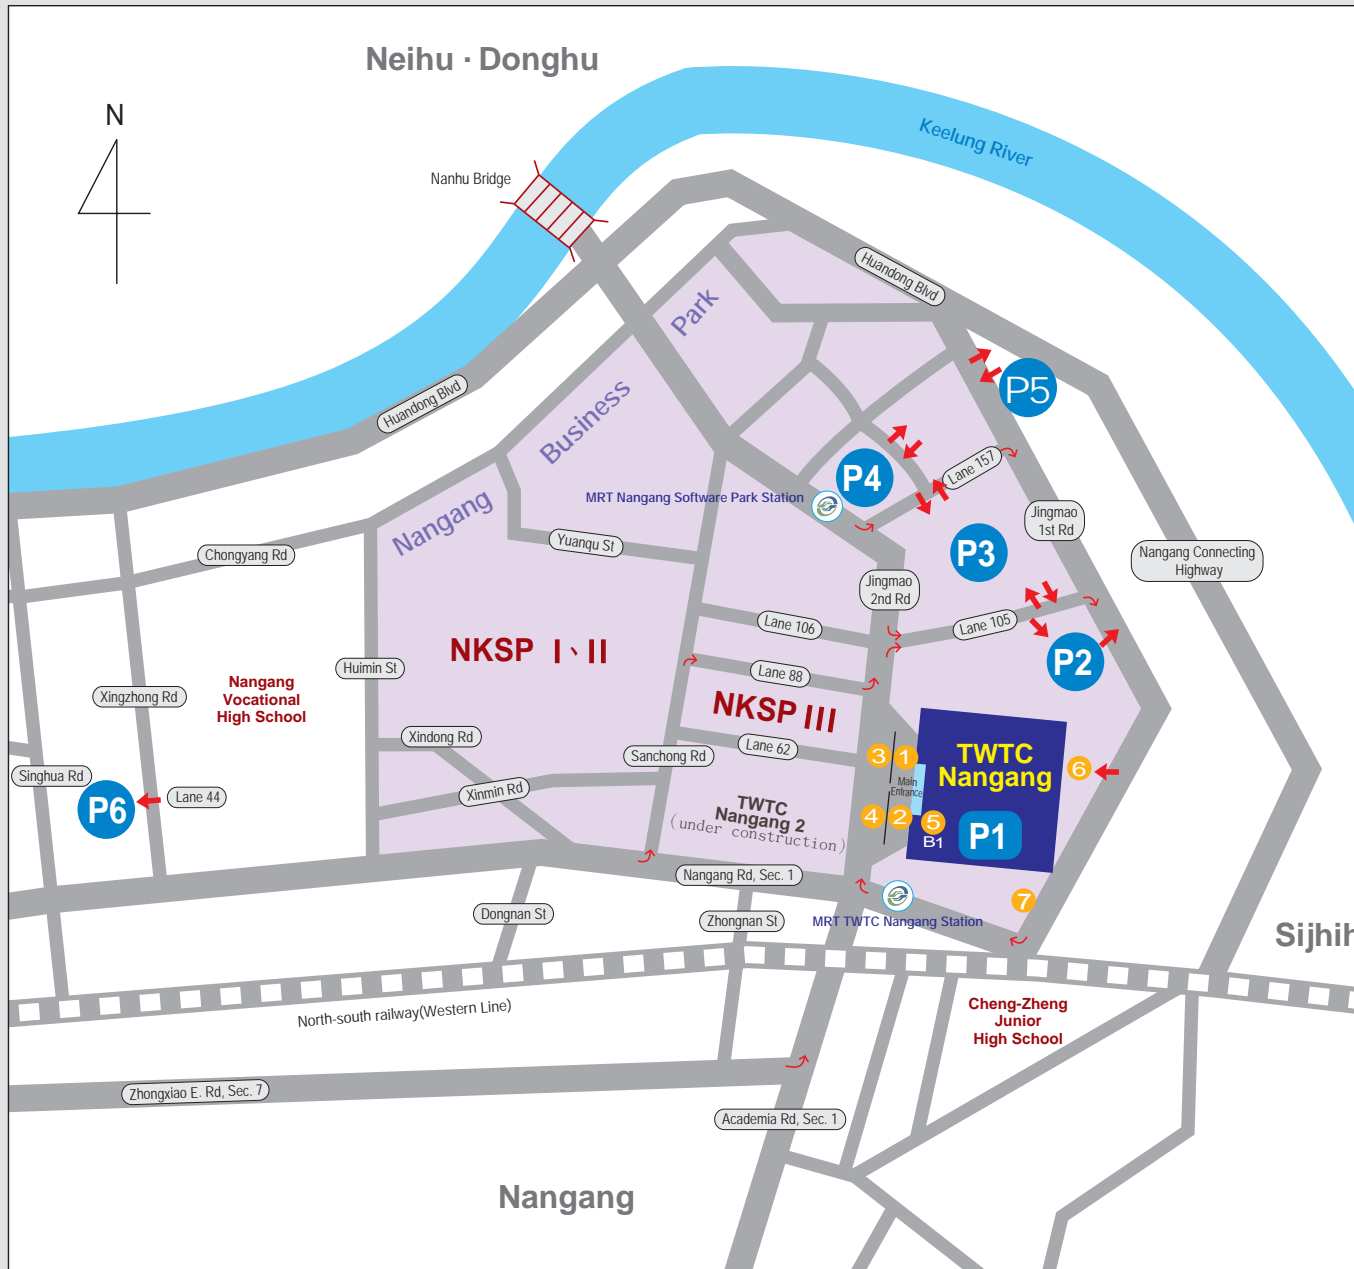 Neihu · Donghu
N
Keelung River
Nanhu Bridge
Huandong Blvd
Park
P5
Huandong Blvd
Business
P4
Lane 157
MRT Nangang Software Park Station
Nangang
Jingmao
1st Rd
Yuanqu St
Chongyang Rd
P3
Nangang Connecting
Highway
Jingmao
2nd Rd
Lane 106
Lane 105
NKSP I、II
Huimin St
P2
Lane 88
Nangang
Vocational
High School
Xingzhong Rd
NKSP III
Xindong Rd
Lane 62
Sanchong Rd
3
1
TWTC
Nangang
6
Singhua Rd
Main
Entrance
Lane 44
P6
Xinmin Rd
TWTC
Nangang 2
(under construction)
4
2
5
B1
P1
Nangang Rd, Sec. 1
7
Dongnan St
Zhongnan St
MRT TWTC Nangang Station
Sijhih
North-south railway(Western Line)
Cheng-Zheng
Junior
High School
Zhongxiao E. Rd, Sec. 7
Academia Rd, Sec. 1
Nangang